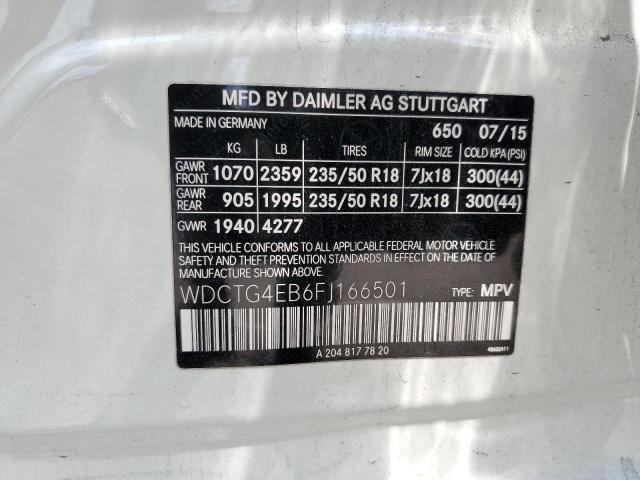 MFD BY DAIMLER AG STUTTGART
MADE IN GERMANY 650 07/15
KG LB TIRES RIM SIZE COLD KPA (PSI)
GAWR FRONT 1070 2359 235/50 R18 7Jx18 300(44)
GAWR REAR 905 1995 235/50 R18 7Jx18 300(44)
GVWR 1940 4277
THIS VEHICLE CONFORMS TO ALL APPLICABLE FEDERAL MOTOR VEHICLE
SAFETY AND THEFT PREVENTION STANDARDS IN EFFECT ON THE DATE OF
MANUFACTURE SHOWN ABOVE.
WDCTG4EB6FJ166501 TYPE: MPV
A 204 817 78 20